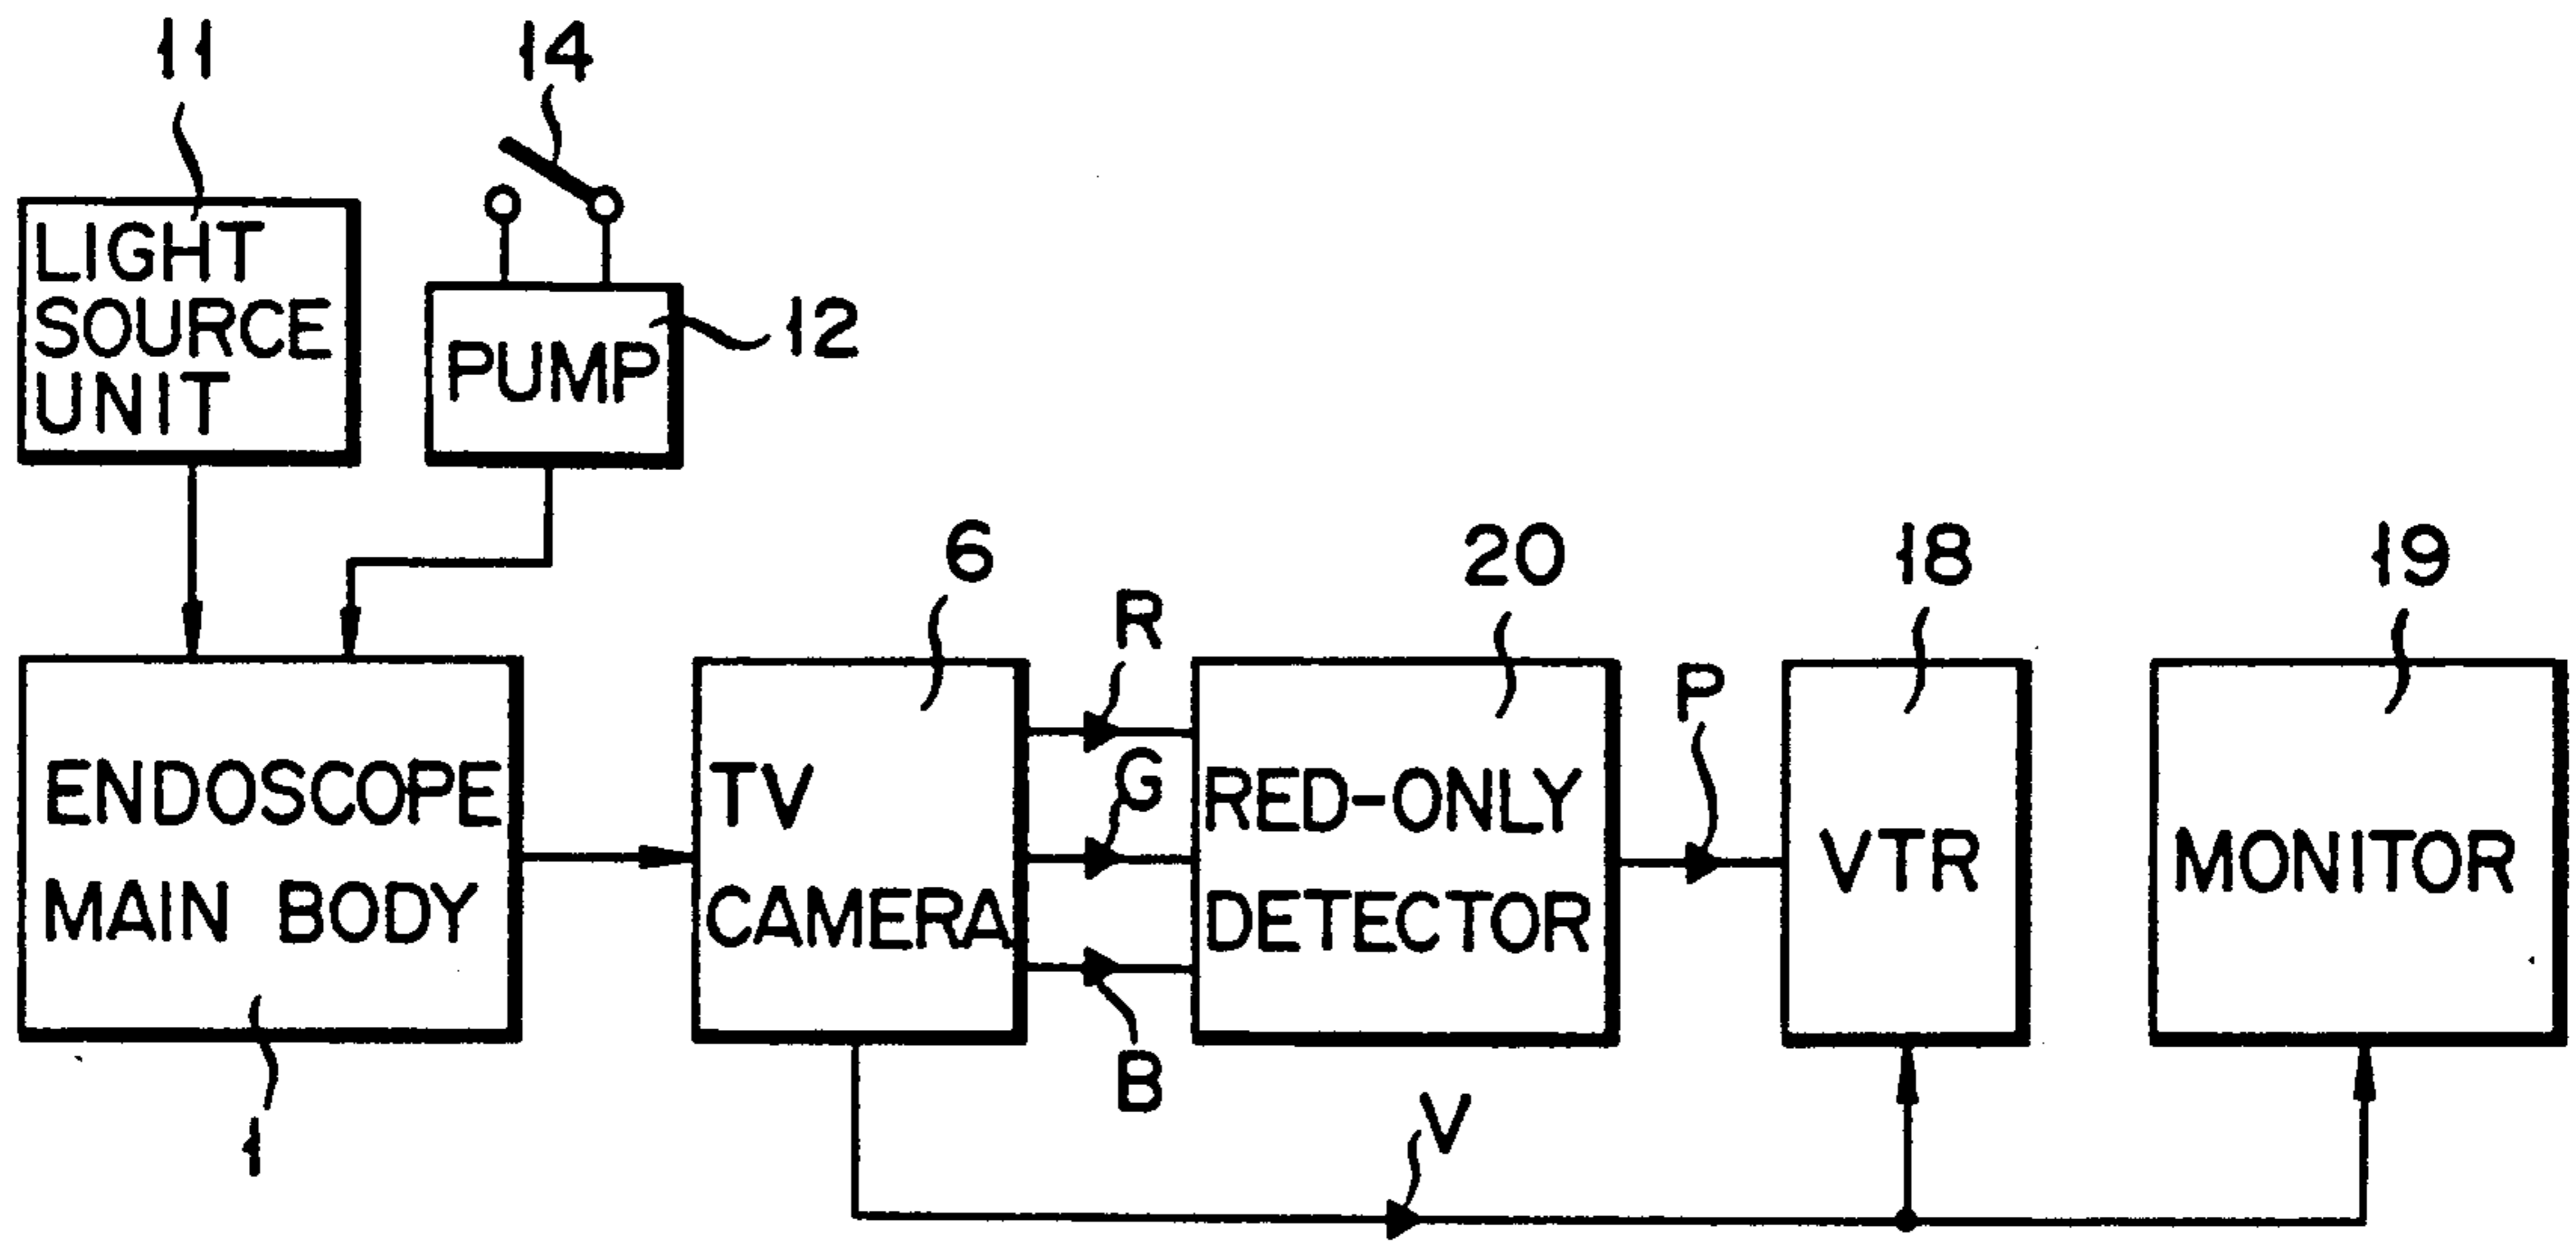 11
14
LIGHT
SOURCE
UNIT
PUMP
12
6
R
20
18
19
G
P
ENDOSCOPE
MAIN BODY
TV
CAMERA
RED-ONLY
DETECTOR
VTR
MONITOR
B
1
V